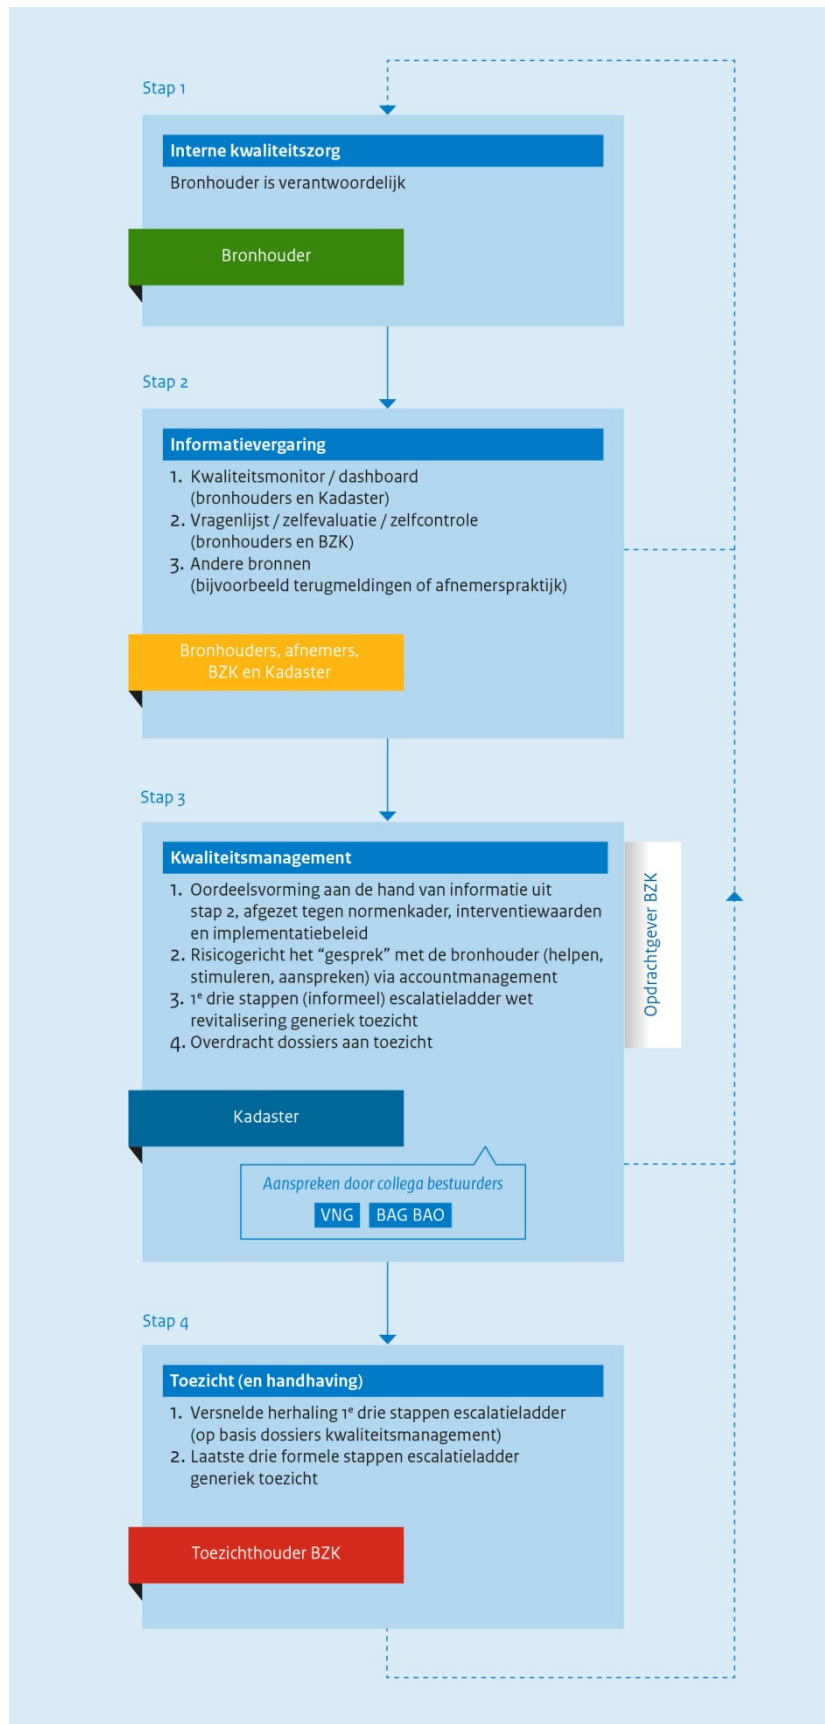 Stap 1
Interne kwaliteitszorg
Bronhouder is verantwoordelijk
Bronhouder
Stap 2
Informatievergaring
1. Kwaliteitsmonitor / dashboard
(bronhouders en Kadaster)
2. Vragenlijst / zelfevaluatie / zelfcontrole
(bronhouders en BZK)
3. Andere bronnen
(bijvoorbeeld terugmeldingen of afnemerspraktijk)
Bronhouders, afnemers,
BZK en Kadaster
Stap 3
Kwaliteitsmanagement
1. Oordeelsvorming aan de hand van informatie uit
stap 2, afgezet tegen normenkader, interventiewaarden
en implementatiebeleid
2. Risicogericht het “gesprek” met de bronhouder (helpen,
stimuleren, aanspreken) via accountmanagement
3. 1ᵉ drie stappen (informeel) escalatieladder wet
revitalisering generiek toezicht
4. Overdracht dossiers aan toezicht
Opdrachtgever BZK
Kadaster
Aanspreken door collega bestuurders
VNG BAG BAO
Stap 4
Toezicht (en handhaving)
1. Versnelde herhaling 1ᵉ drie stappen escalatieladder
(op basis dossiers kwaliteitsmanagement)
2. Laatste drie formele stappen escalatieladder
generiek toezicht
Toezichthouder BZK